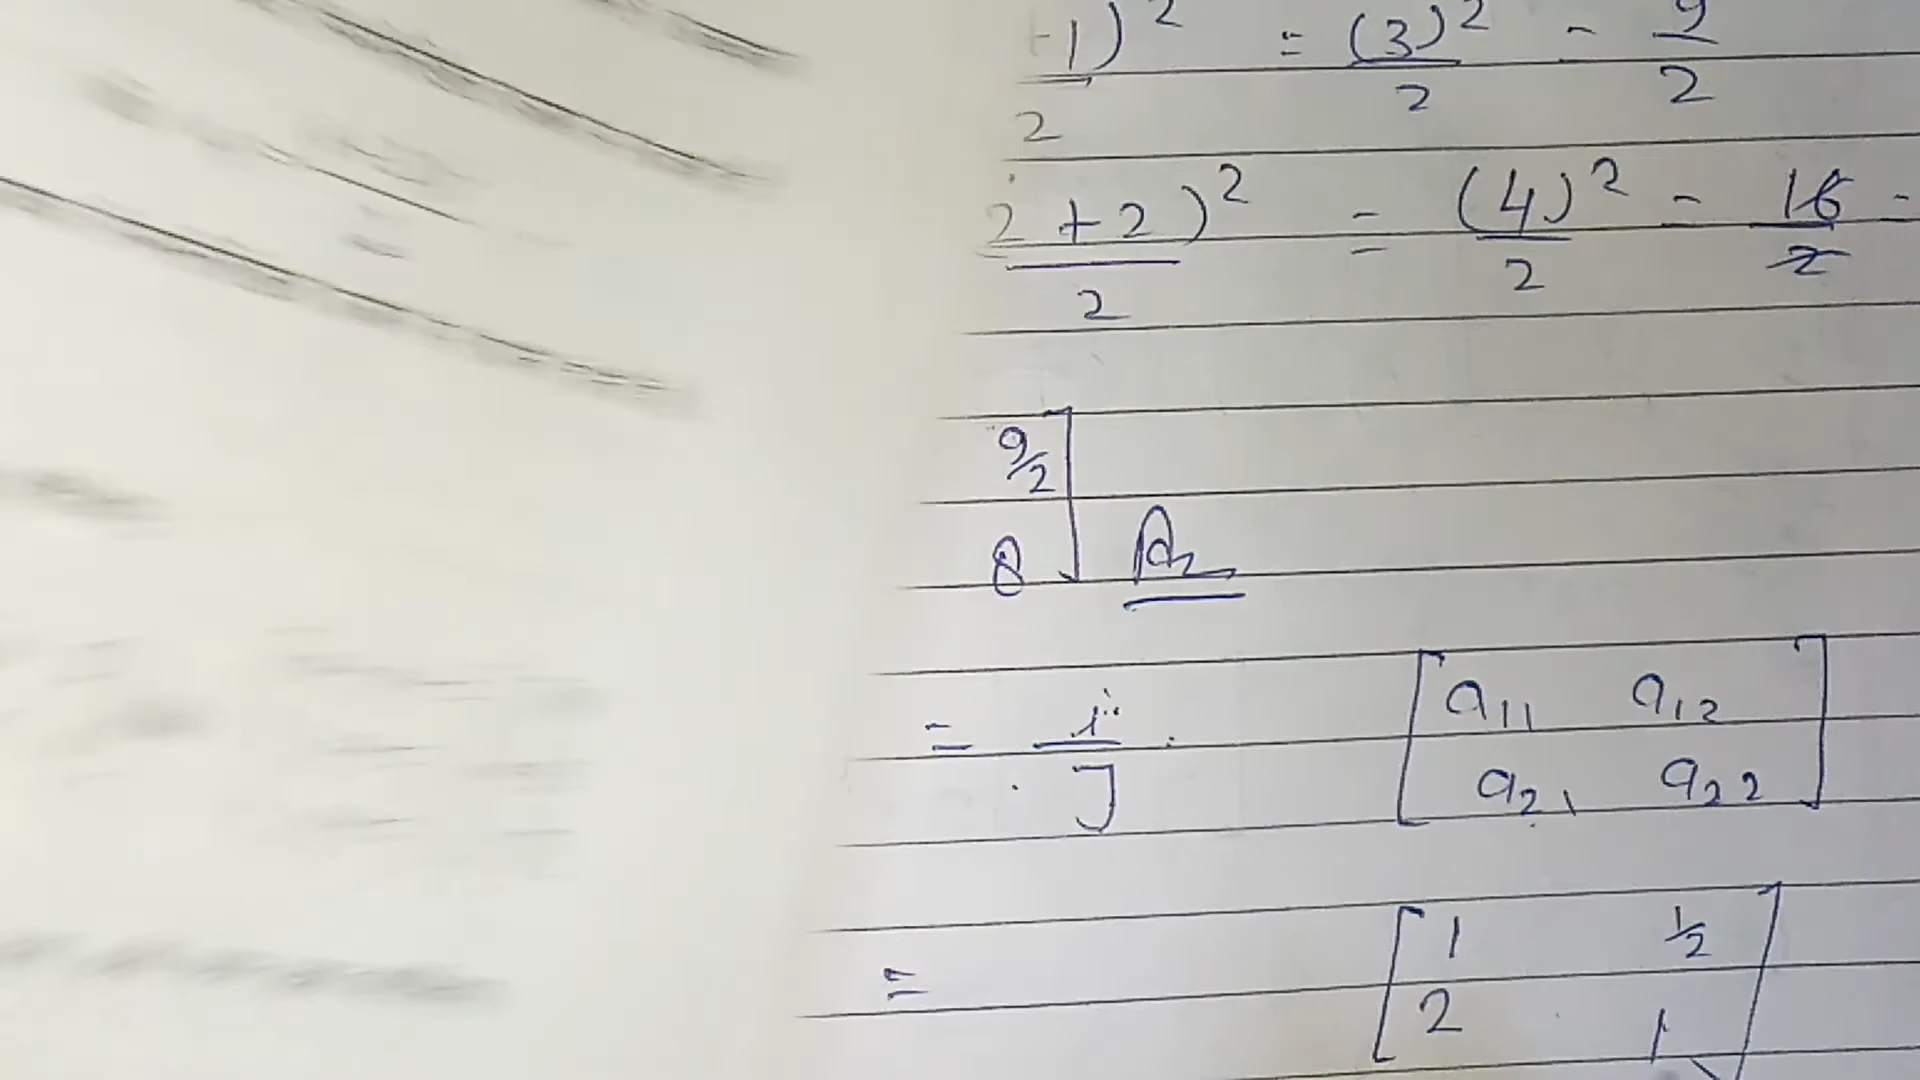 1)² = (3)²/2 - 9/2
2
2 + 2)²/2 = (4)²/2 = 16/2 =
9/2
8
= i/J [a₁₁ a₁₂
a₂₁ a₂₂]
= [1 1/2
2 1]